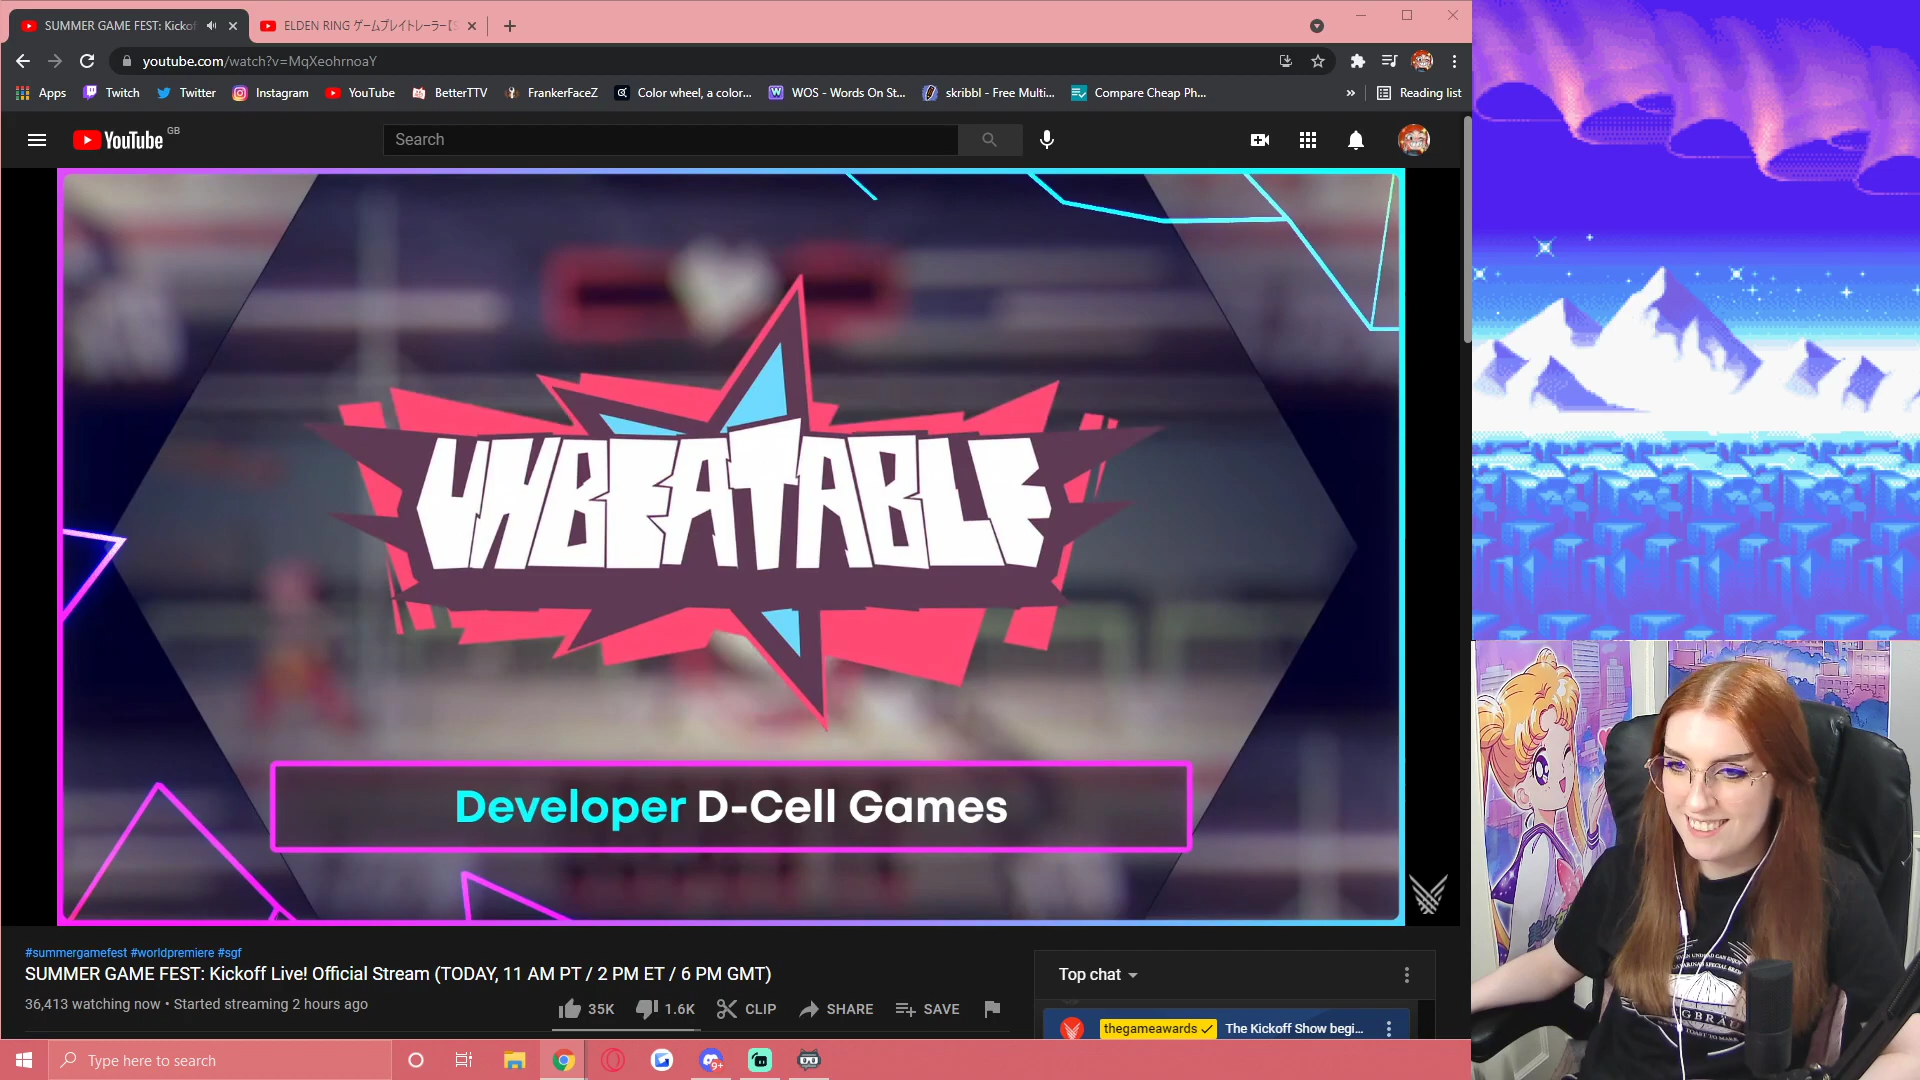 SUMMER GAME FEST: Kickof
ELDEN RING ゲームプレイトレーラー【S
youtube.com/watch?v=MqXeohrnoaY
Apps
Twitch
Twitter
Instagram
YouTube
BetterTTV
FrankerFaceZ
Color wheel, a color...
WOS - Words On St...
skribbl - Free Multi...
Compare Cheap Ph...
»
Reading list
YouTube GB
Search
UNBEATABLE
Developer D-Cell Games
#summergamefest #worldpremiere #sgf
SUMMER GAME FEST: Kickoff Live! Official Stream (TODAY, 11 AM PT / 2 PM ET / 6 PM GMT)
36,413 watching now • Started streaming 2 hours ago
35K
1.6K
CLIP
SHARE
SAVE
Top chat
thegameawards
The Kickoff Show begi...
Type here to search
9+